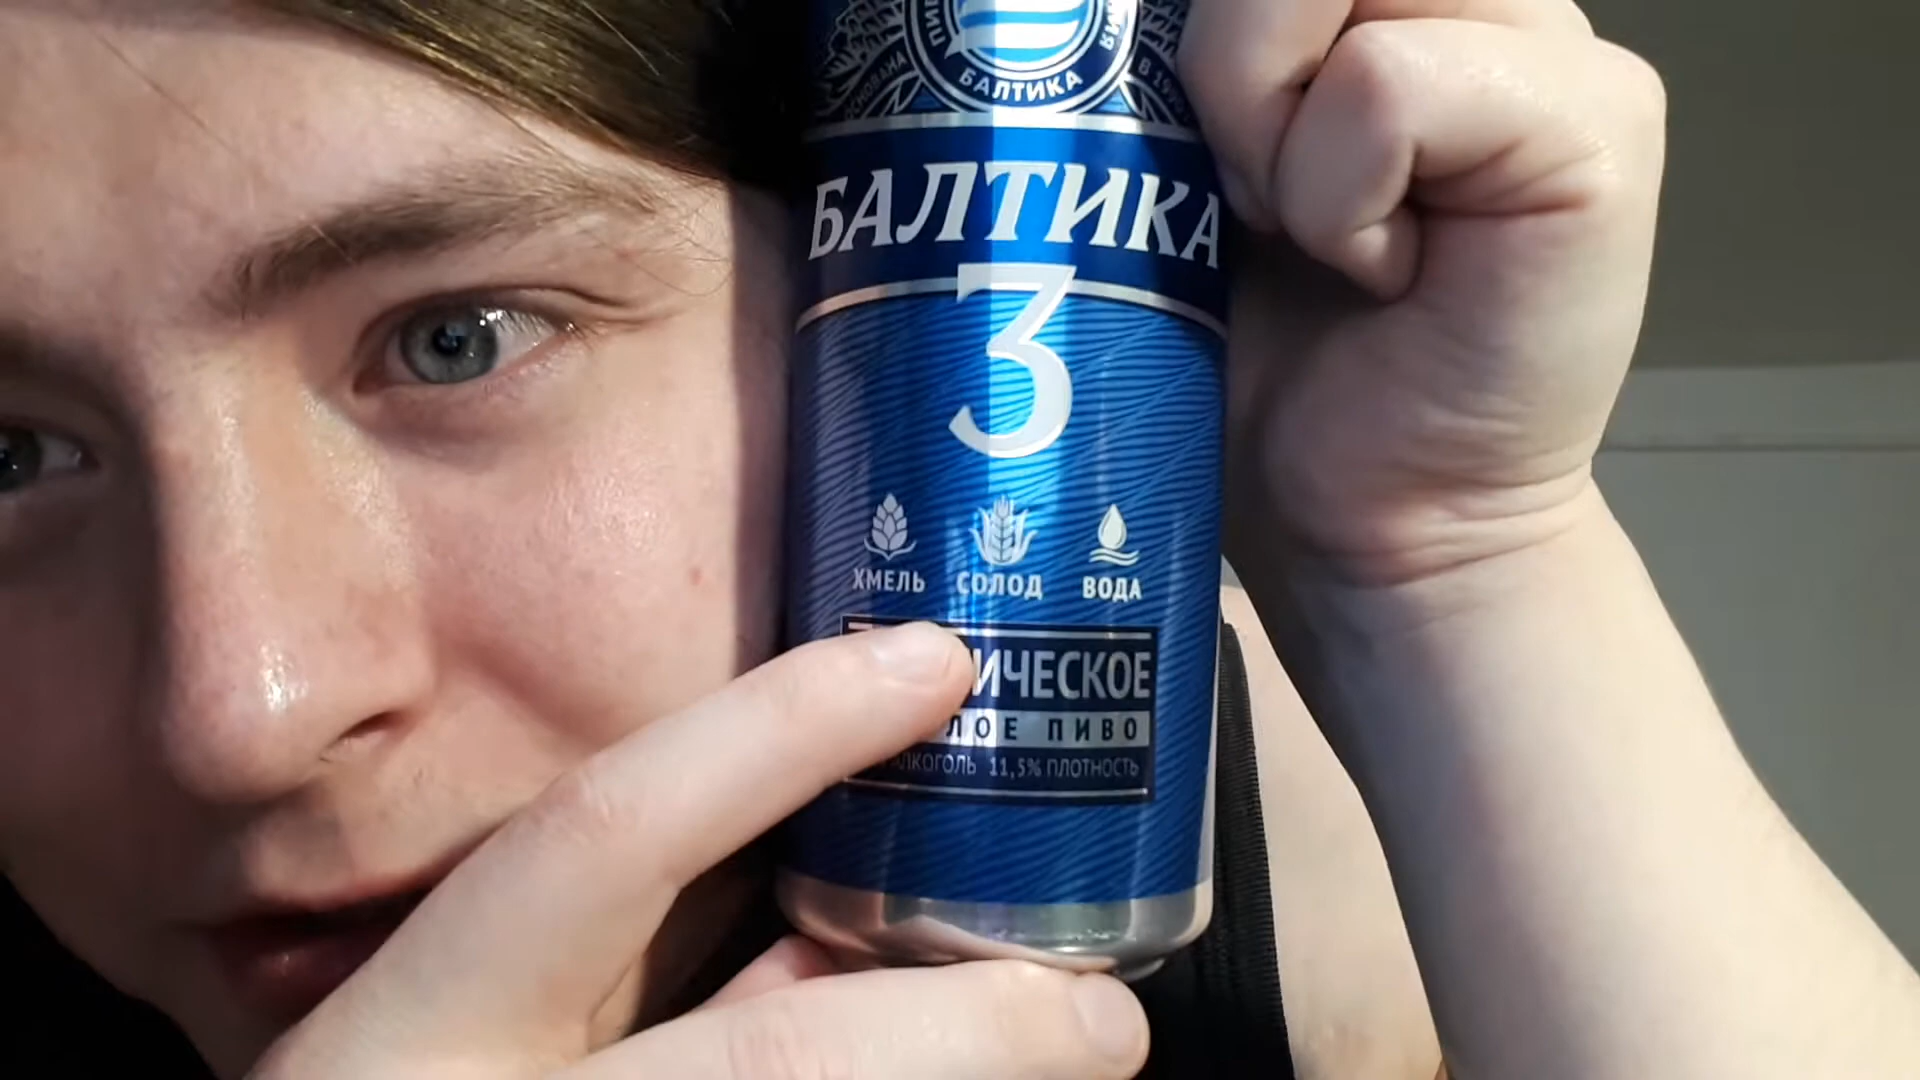 БАЛТИКА
БАЛТИКА
3
ХМЕЛЬ СОЛОД ВОДА
ИЧЕСКОЕ
ЛОЕ ПИВО
АЛКОГОЛЬ 11,5% ПЛОТНОСТЬ